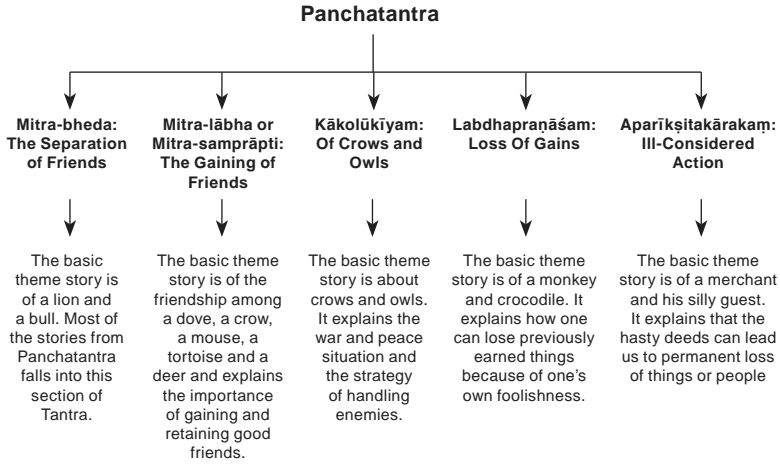 Panchatantra
Mitra-bheda:
The Separation
of Friends
Mitra-lābha or
Mitra-samprāpti:
The Gaining of
Friends
Kākolūkīyam:
Of Crows and
Owls
Labdhapraṇāśam:
Loss Of Gains
Aparīkṣitakārakaṃ:
Ill-Considered
Action
The basic
theme story is
of a lion and
a bull. Most of
the stories from
Panchatantra
falls into this
section of
Tantra.
The basic theme
story is of the
friendship among
a dove, a crow,
a mouse, a
tortoise and a
deer and explains
the importance
of gaining and
retaining good
friends.
The basic theme
story is about
crows and owls.
It explains the
war and peace
situation and
the strategy
of handling
enemies.
The basic theme
story is of a monkey
and crocodile. It
explains how one
can lose previously
earned things
because of one's
own foolishness.
The basic theme
story is of a merchant
and his silly guest.
It explains that the
hasty deeds can lead
us to permanent loss
of things or people